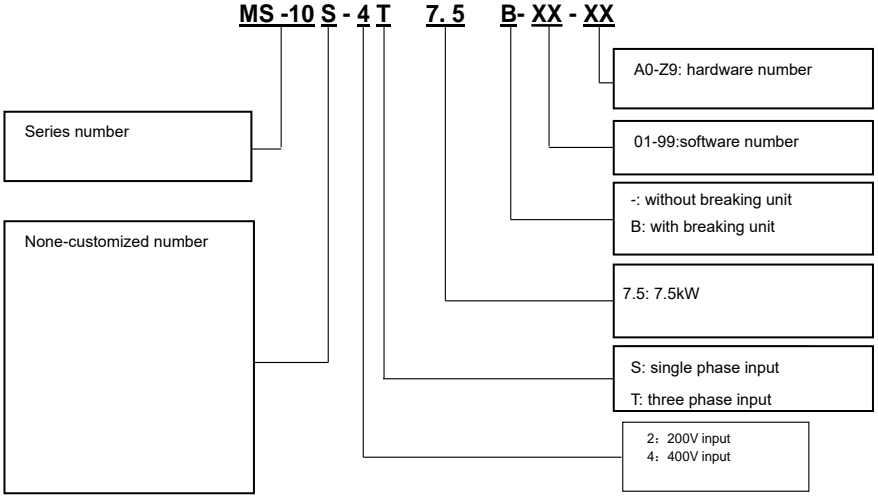 MS -10 S - 4 T 7. 5 B- XX - XX
A0-Z9: hardware number
Series number
01-99:software number
-: without breaking unit
B: with breaking unit
None-customized number
7.5: 7.5kW
S: single phase input
T: three phase input
2：200V input
4：400V input